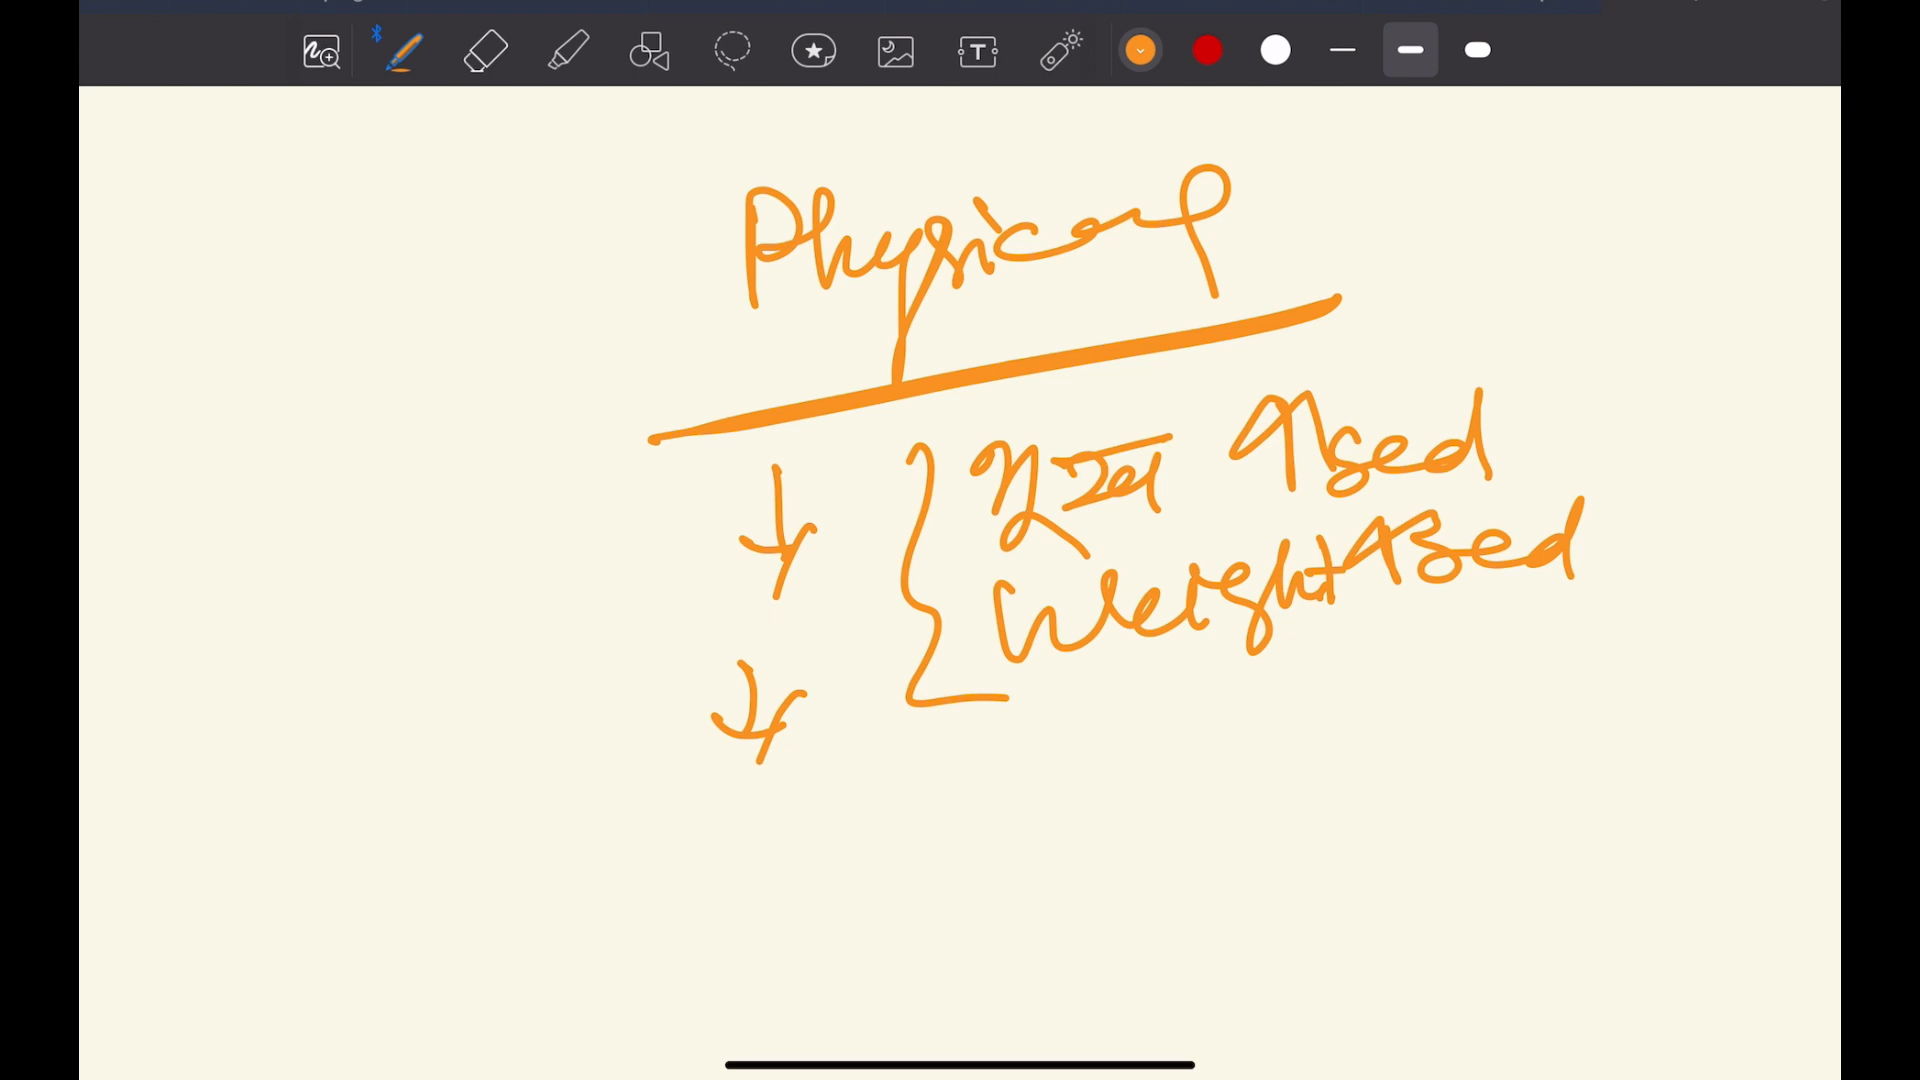 Physical
मूल्य Based
Weight Based